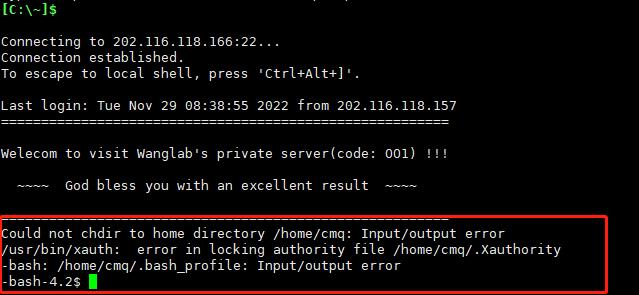 [C:\~]$
Connecting to 202.116.118.166:22...
Connection established.
To escape to local shell, press 'Ctrl+Alt+]'.
Last login: Tue Nov 29 08:38:55 2022 from 202.116.118.157
========================================================
Welecom to visit Wanglab's private server(code: 001) !!!
~~~~  God bless you with an excellent result  ~~~~
========================================================
Could not chdir to home directory /home/cmq: Input/output error
/usr/bin/xauth:  error in locking authority file /home/cmq/.Xauthority
-bash: /home/cmq/.bash_profile: Input/output error
-bash-4.2$